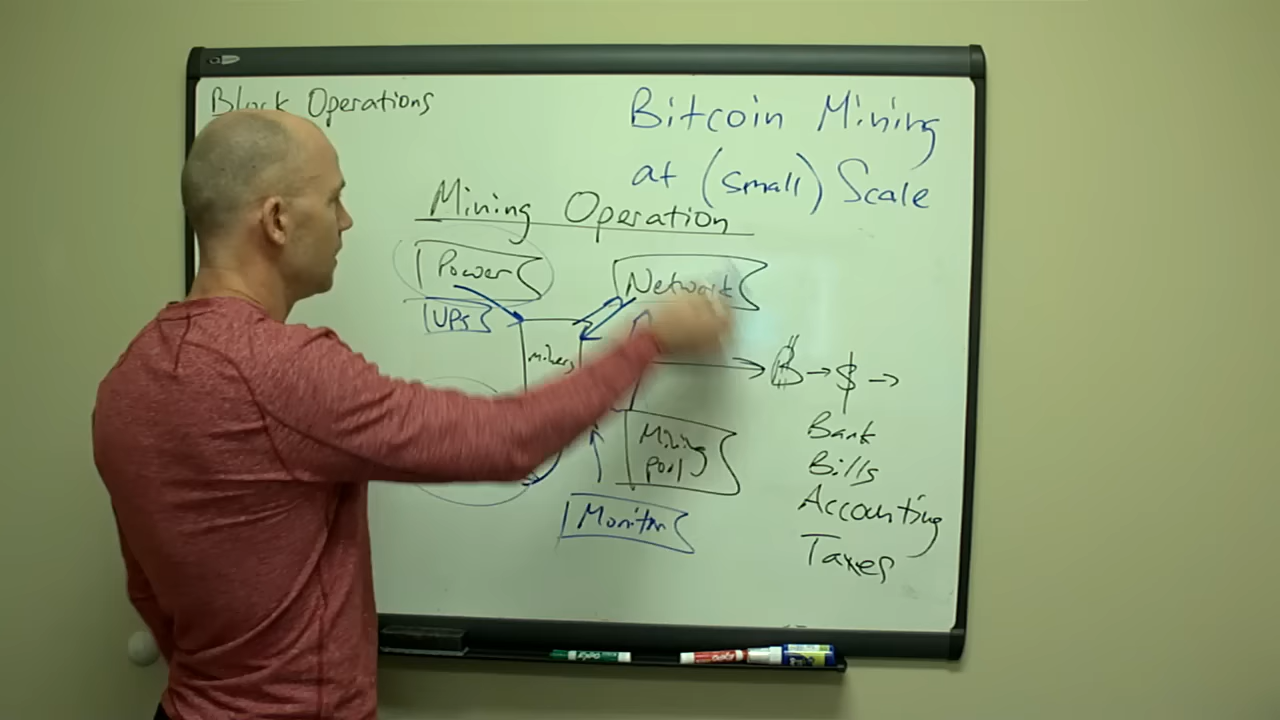 Block Operations
Bitcoin Mining
at (small) Scale
Mining Operation
Power
Network
UPS
miners
₿ → $ →
Bank
Mining
pool
Bills
Accounting
Monitor
Taxes